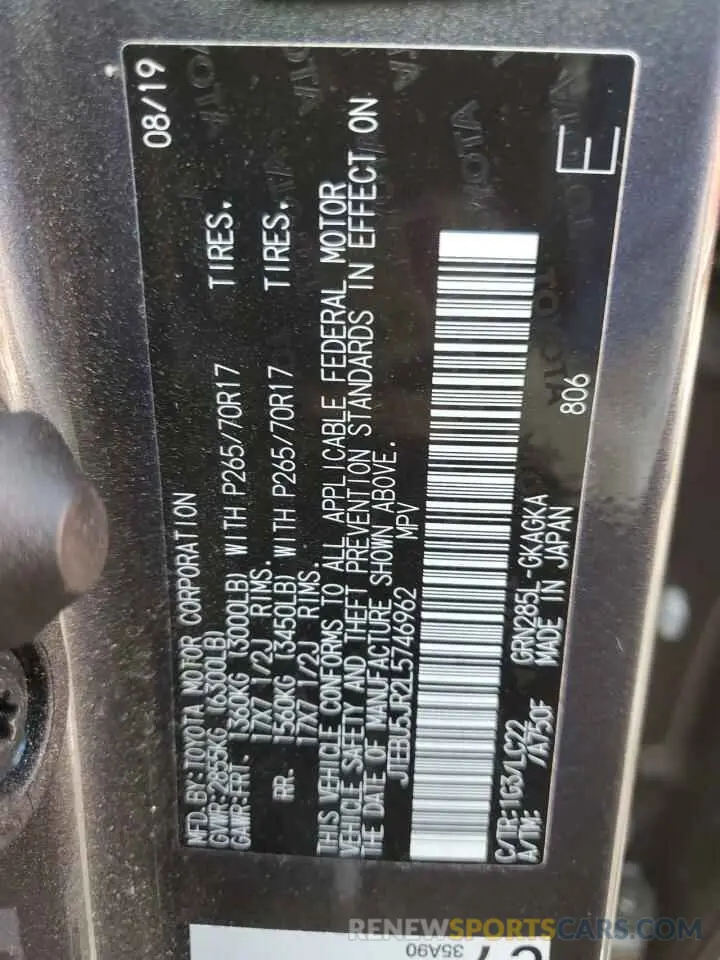 08/19
MFD. BY: TOYOTA MOTOR CORPORATION
GVWR: 2855KG (6300LB)
GAWR: FRT. 1360KG (3000LB) WITH P265/70R17 TIRES.
17X7 1/2J RIMS.
RR. 1560KG (3450LB) WITH P265/70R17 TIRES.
17X7 1/2J RIMS.
THIS VEHICLE CONFORMS TO ALL APPLICABLE FEDERAL MOTOR
VEHICLE SAFETY AND THEFT PREVENTION STANDARDS IN EFFECT ON
THE DATE OF MANUFACTURE SHOWN ABOVE.
JTEBU5JR2L5746962 MPV
C/TR: 1G3/LC22 GRN285L-GKAGKA 806
A/TM: /A750F MADE IN JAPAN
E
35A90
RENEWSPORTSCARS.COM